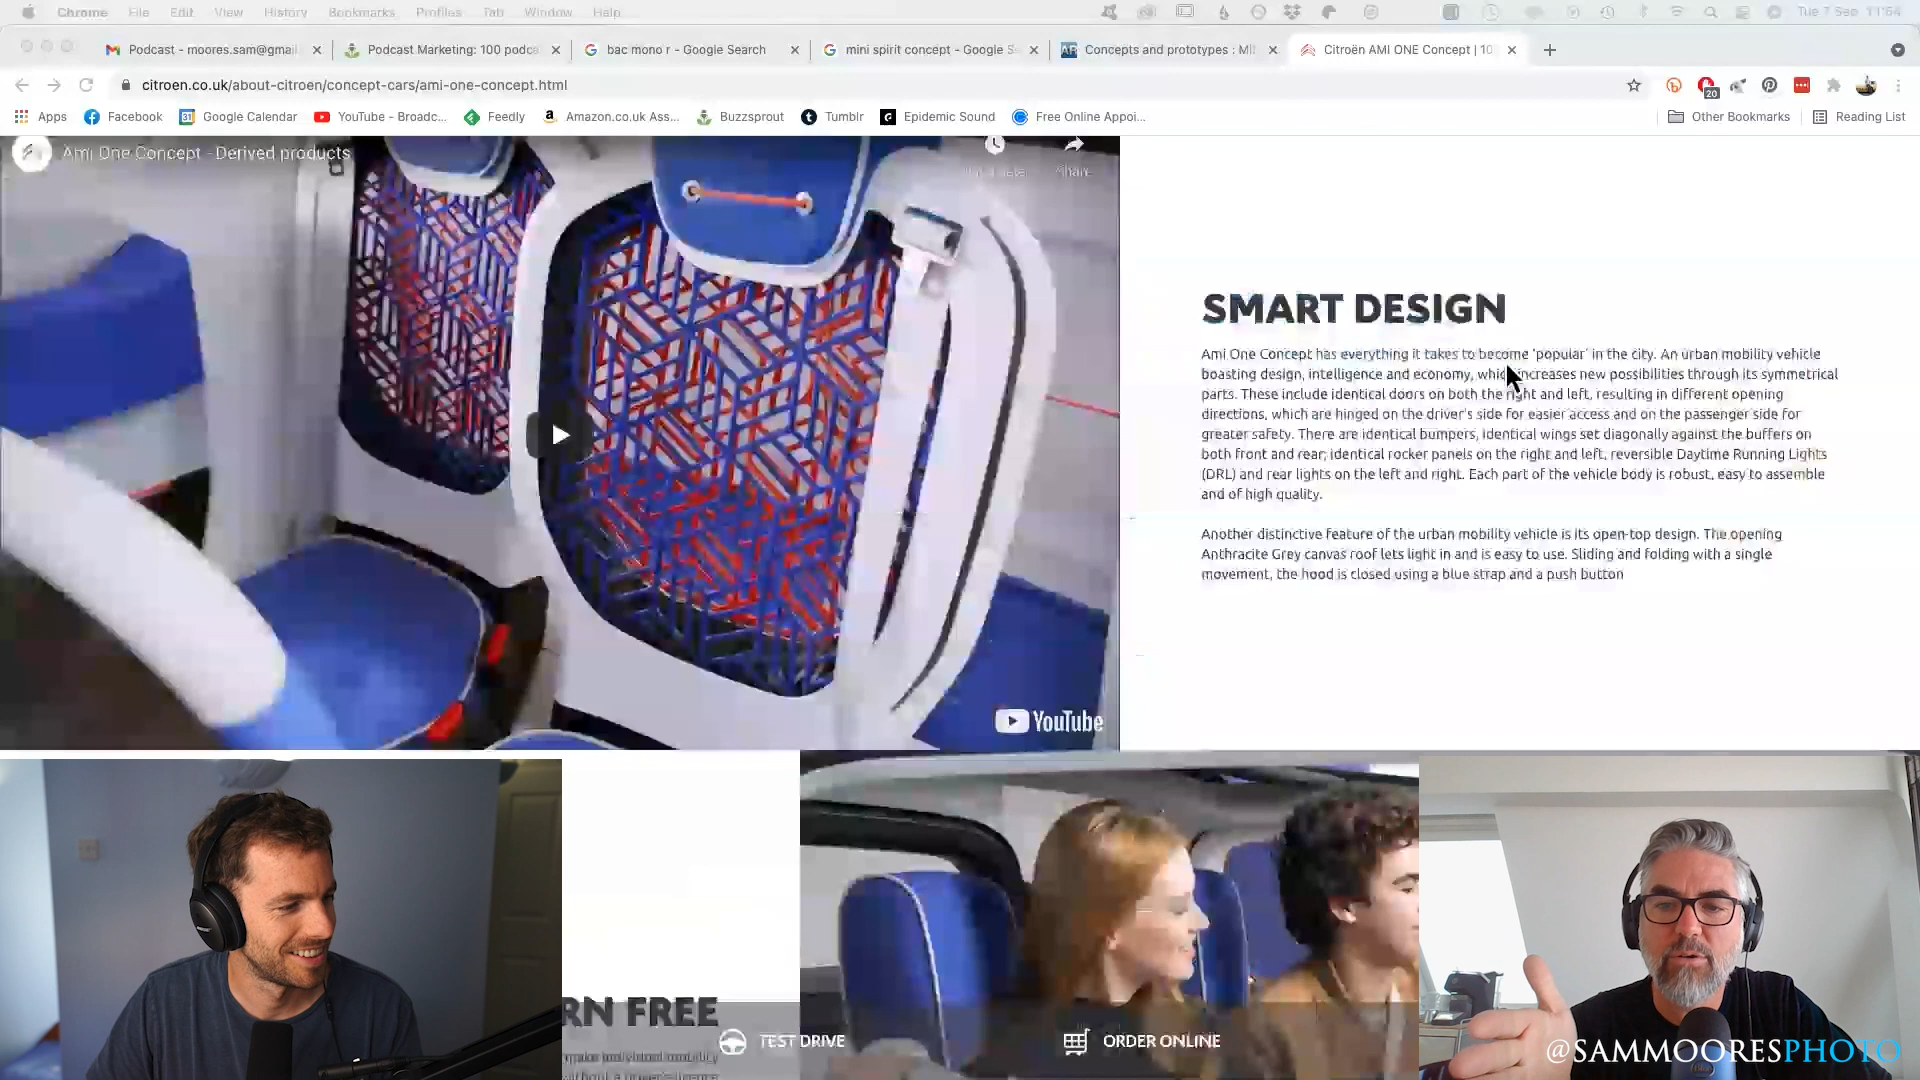 Chrome File Edit View History Bookmarks Profiles Tab Window Help Tue 7 Sep 11:54
Podcast - moores.sam@gmail Podcast Marketing: 100 podca bac mono r - Google Search mini spirit concept - Google S Concepts and prototypes : MI Citroën AMI ONE Concept | 10
citroen.co.uk/about-citroen/concept-cars/ami-one-concept.html 20
Apps Facebook Google Calendar YouTube - Broadc... Feedly Amazon.co.uk Ass... Buzzsprout Tumblr Epidemic Sound Free Online Appoi... Other Bookmarks Reading List
Ami One Concept - Derived products
Share
YouTube
SMART DESIGN
Ami One Concept has everything it takes to become 'popular' in the city. An urban mobility vehicle
boasting design, intelligence and economy, which increases new possibilities through its symmetrical
parts. These include identical doors on both the right and left, resulting in different opening
directions, which are hinged on the driver's side for easier access and on the passenger side for
greater safety. There are identical bumpers, identical wings set diagonally against the buffers on
both front and rear; identical rocker panels on the right and left, reversible Daytime Running Lights
(DRL) and rear lights on the left and right. Each part of the vehicle body is robust, easy to assemble
and of high quality.
Another distinctive feature of the urban mobility vehicle is its open-top design. The opening
Anthracite Grey canvas roof lets light in and is easy to use. Sliding and folding with a single
movement, the hood is closed using a blue strap and a push button
RN FREE
TEST DRIVE
ORDER ONLINE
@SAMMOORESPHOTO